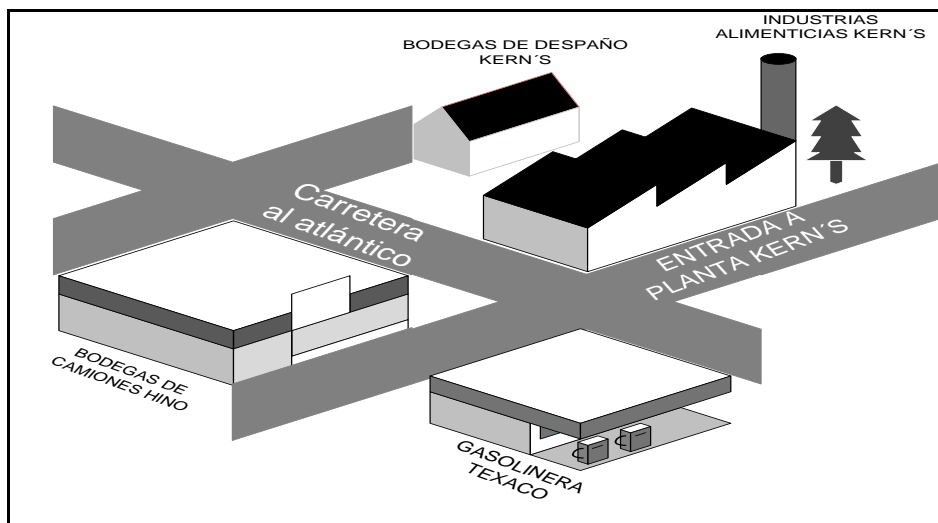 INDUSTRIAS
ALIMENTICIAS KERN´S
BODEGAS DE DESPAÑO
KERN´S
Carretera
al atlántico
ENTRADA A
PLANTA KERN´S
BODEGAS DE
CAMIONES HINO
GASOLINERA
TEXACO